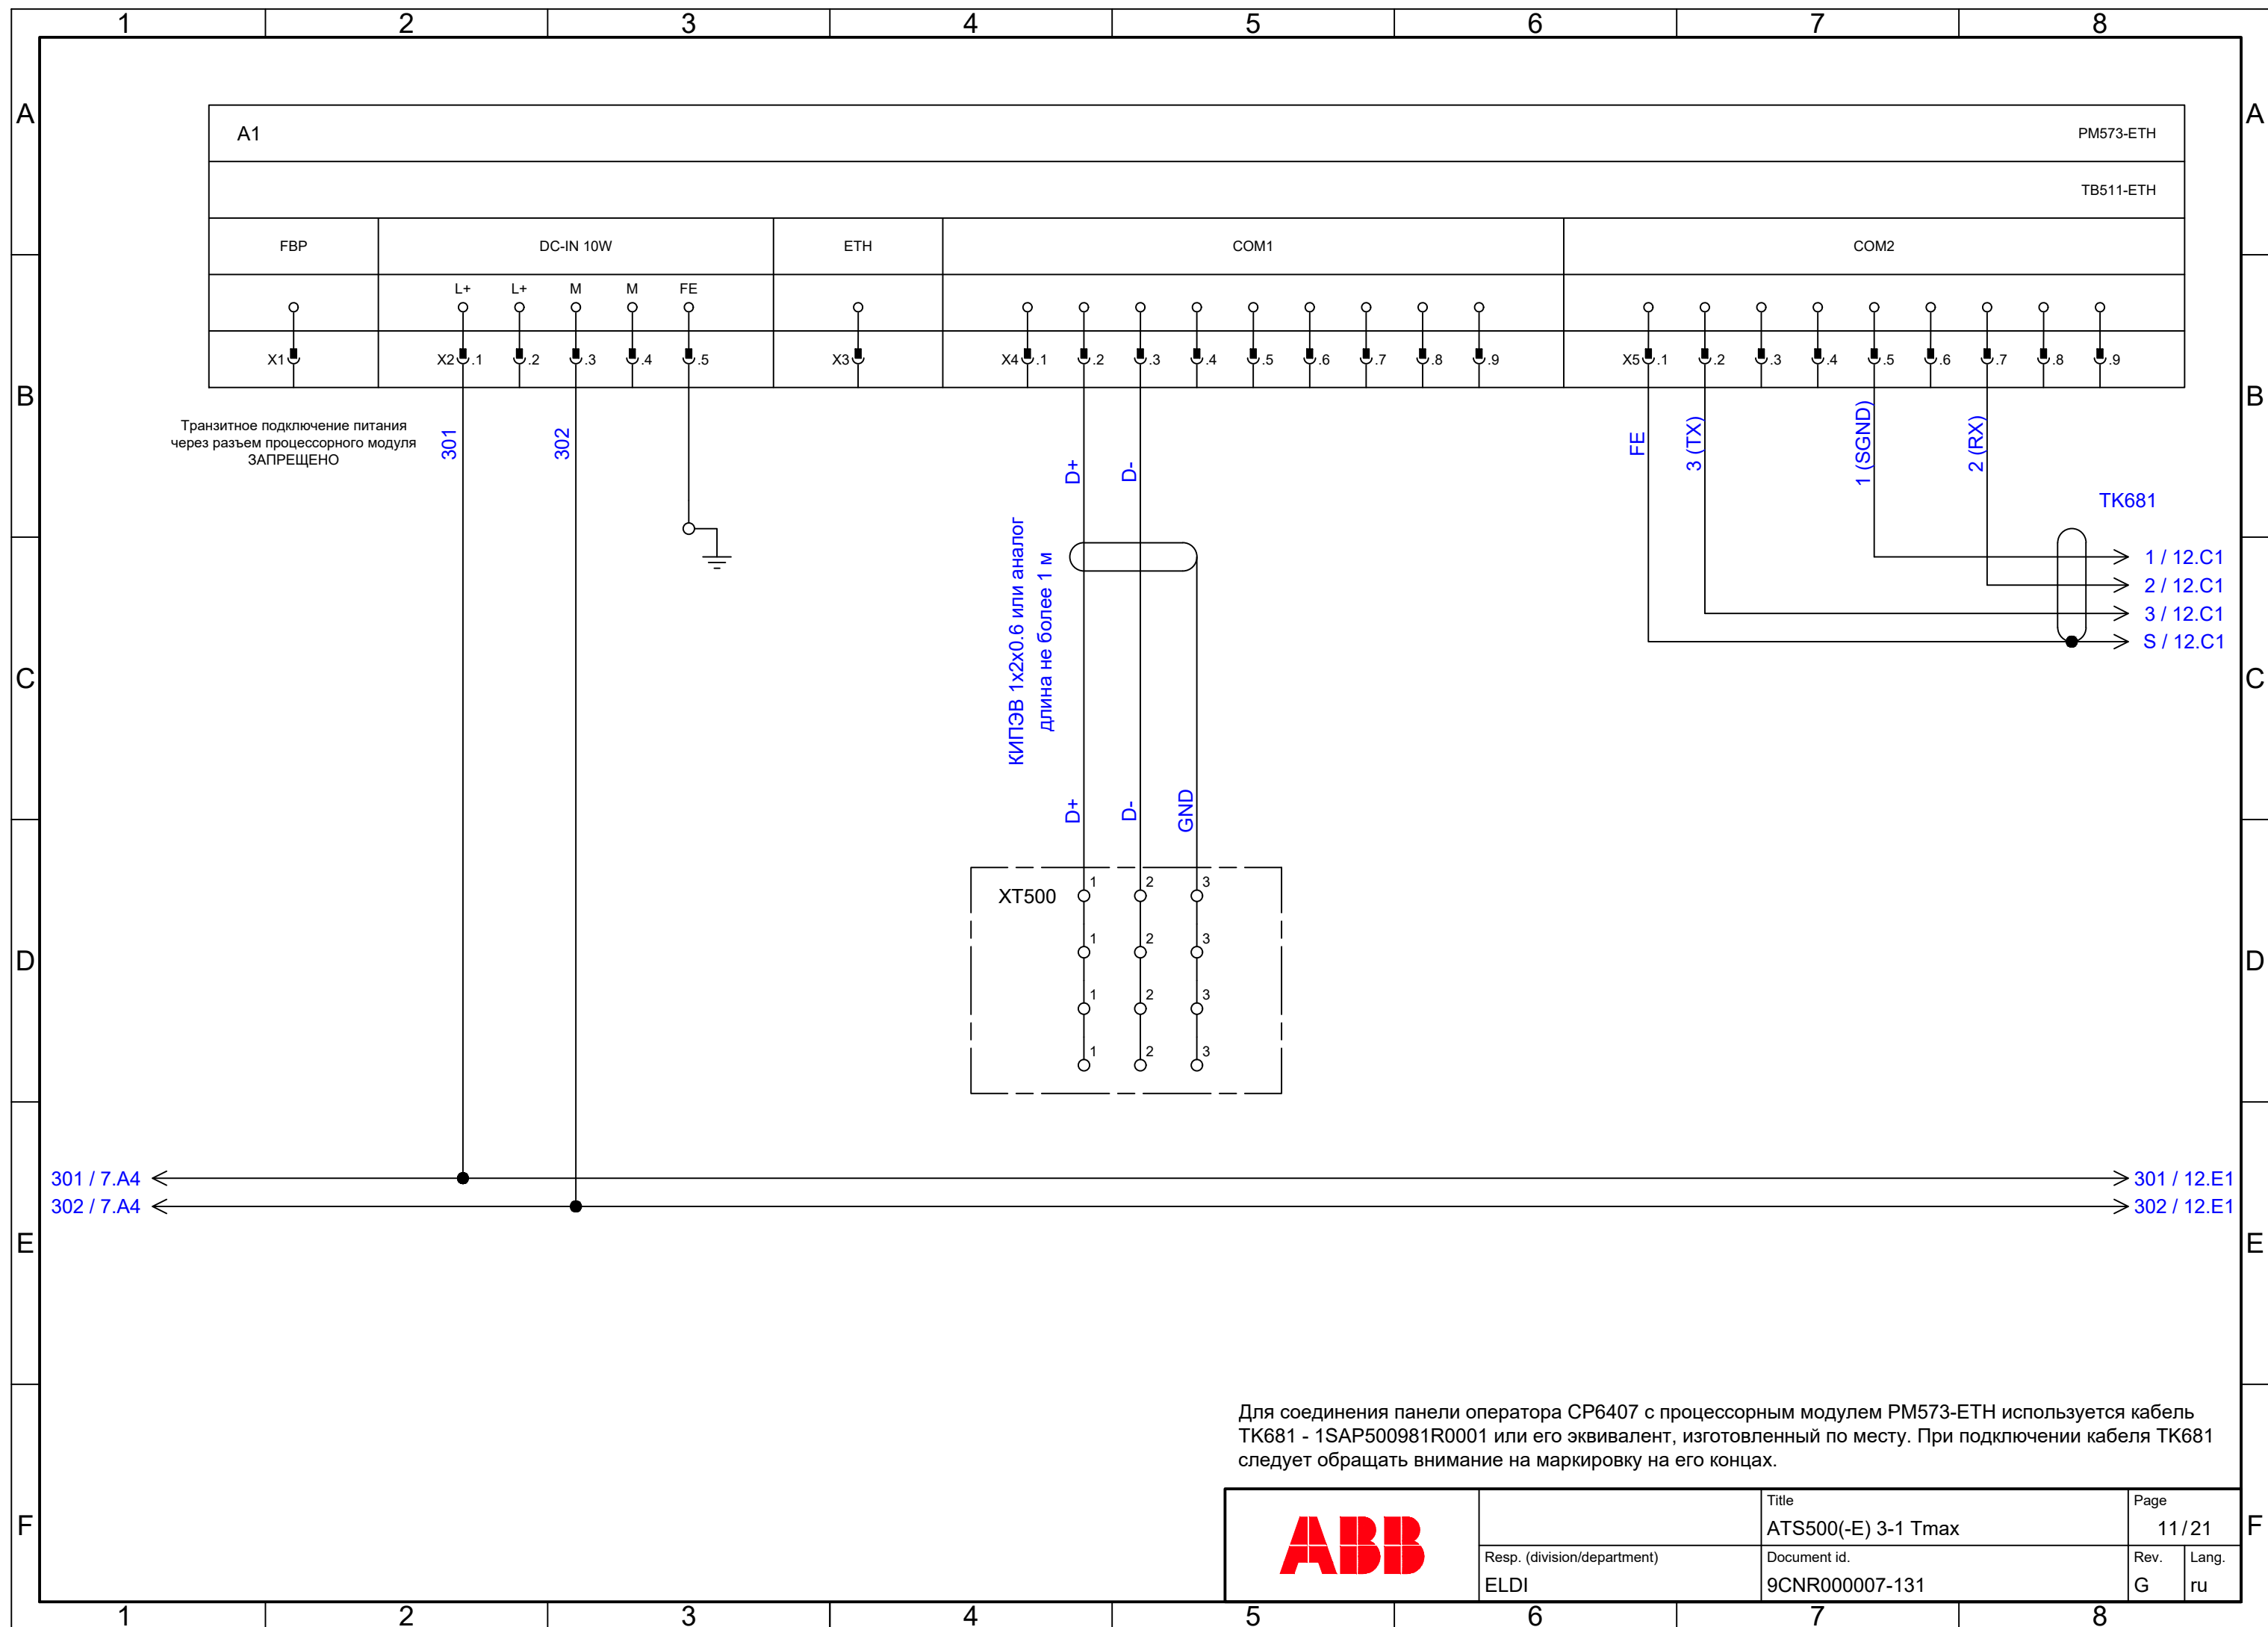 1 2 3 4 5 6 7 8
A A
A1 PM573-ETH
TB511-ETH
FBP DC-IN 10W ETH COM1 COM2
L+ L+ M M FE
X1 X2 .1 .2 .3 .4 .5 X3 X4 .1 .2 .3 .4 .5 .6 .7 .8 .9 X5 .1 .2 .3 .4 .5 .6 .7 .8 .9
B B
Транзитное подключение питания
через разъем процессорного модуля
ЗАПРЕЩЕНО
301 302 D+ D- FE 3 (TX) 1 (SGND) 2 (RX)
TK681
КИПЭВ 1x2x0.6 или аналог
длина не более 1 м
1 / 12.C1
2 / 12.C1
3 / 12.C1
S / 12.C1
C C
D+ D- GND
XT500 1 2 3
1 2 3
D D
1 2 3
1 2 3
301 / 7.A4 301 / 12.E1
302 / 7.A4 302 / 12.E1
E E
Для соединения панели оператора CP6407 с процессорным модулем PM573-ETH используется кабель
TK681 - 1SAP500981R0001 или его эквивалент, изготовленный по месту. При подключении кабеля TK681
следует обращать внимание на маркировку на его концах.
F F
ABB
Title Page
ATS500(-E) 3-1 Tmax 11/21
Resp. (division/department) Document id. Rev. Lang.
ELDI 9CNR000007-131 G ru
1 2 3 4 5 6 7 8